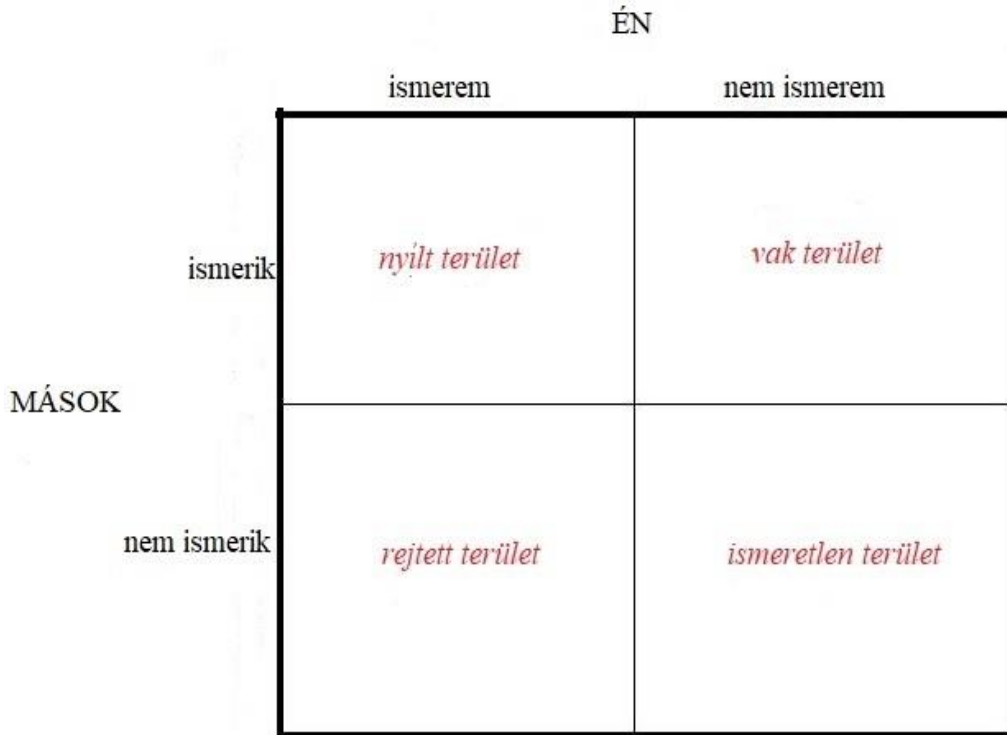 ÉN
ismerem nem ismerem
ismerik nyílt terület vak terület
MÁSOK
nem ismerik rejtett terület ismeretlen terület